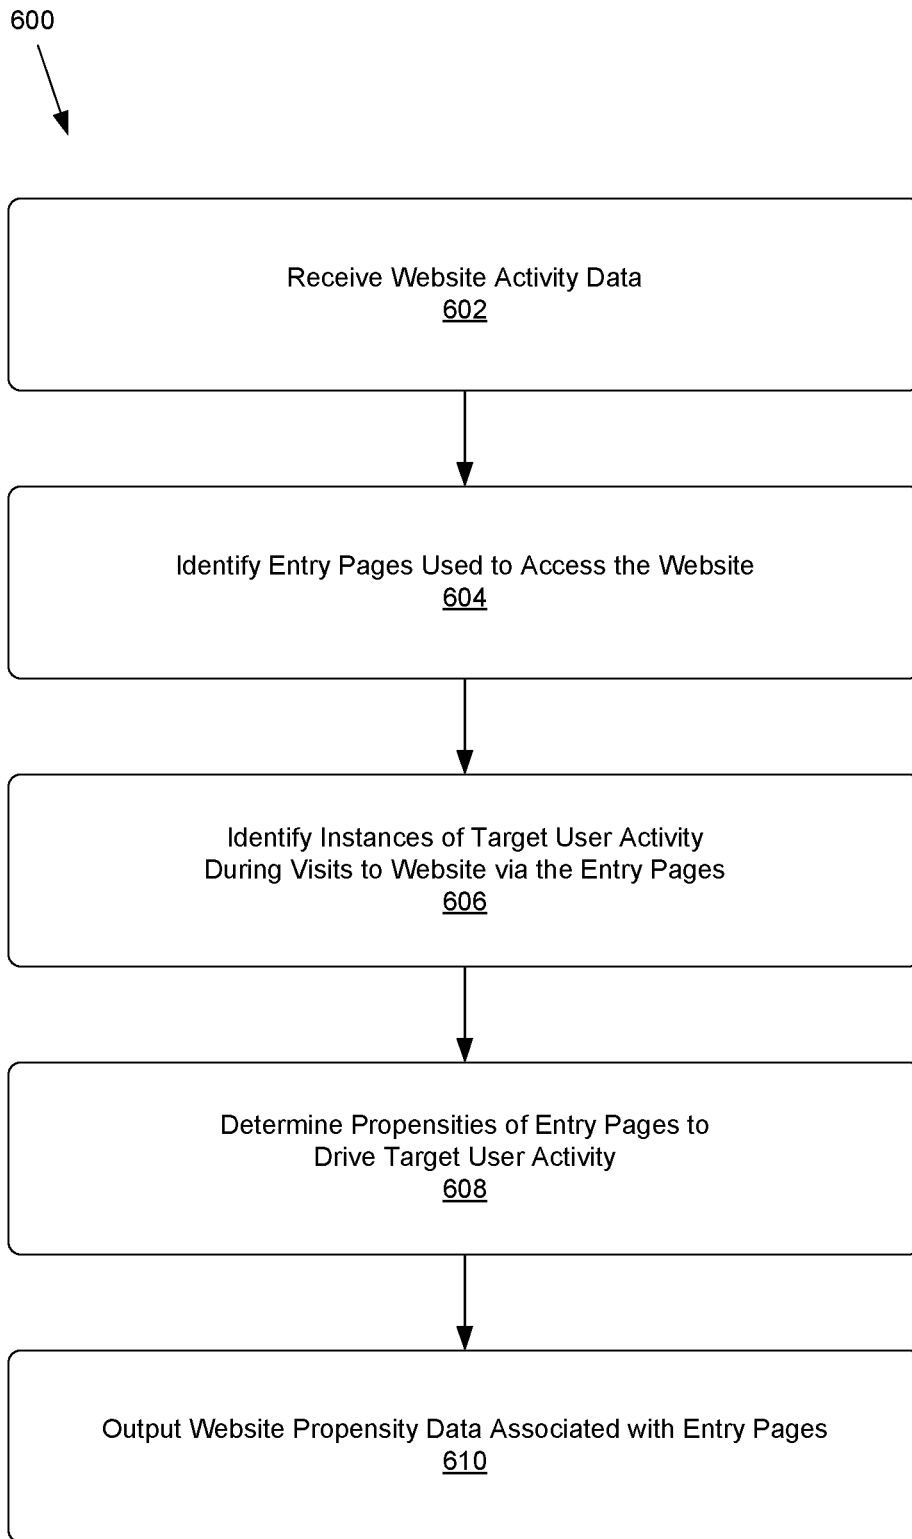 600
Receive Website Activity Data
602
Identify Entry Pages Used to Access the Website
604
Identify Instances of Target User Activity
During Visits to Website via the Entry Pages
606
Determine Propensities of Entry Pages to
Drive Target User Activity
608
Output Website Propensity Data Associated with Entry Pages
610